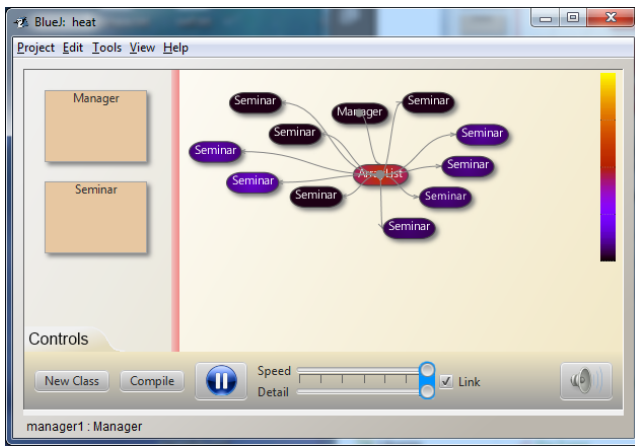 BlueJ: heat
Project Edit Tools View Help
Manager
Seminar
Seminar
Manager
Seminar
Seminar
Seminar
Seminar
Seminar
ArrayList
Seminar
Seminar
Seminar
Seminar
Controls
New Class
Compile
Speed
Detail
Link
manager1 : Manager